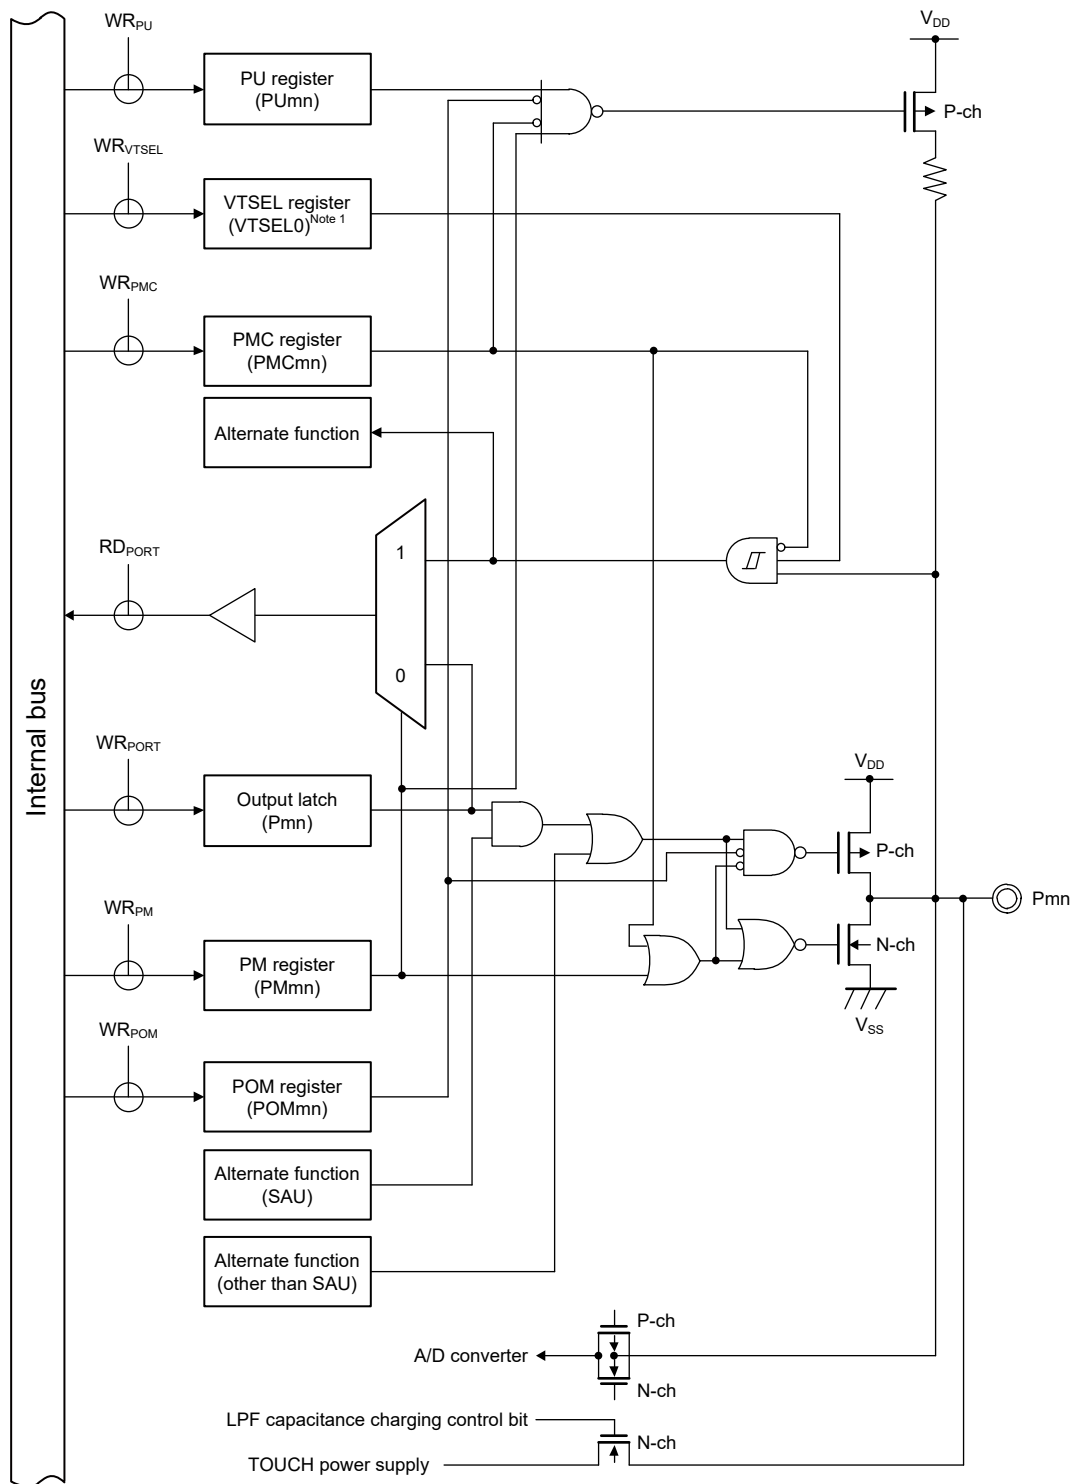 WRPU
VDD
PU register
(PUmn)
P-ch
WRVTSEL
VTSEL register
(VTSEL0)Note 1
WRPMC
PMC register
(PMCmn)
Alternate function
1
RDPORT
0
Internal bus
WRPORT
VDD
Output latch
(Pmn)
P-ch
Pmn
WRPM
N-ch
PM register
(PMmn)
VSS
WRPOM
POM register
(POMmn)
Alternate function
(SAU)
Alternate function
(other than SAU)
P-ch
A/D converter
N-ch
LPF capacitance charging control bit
N-ch
TOUCH power supply